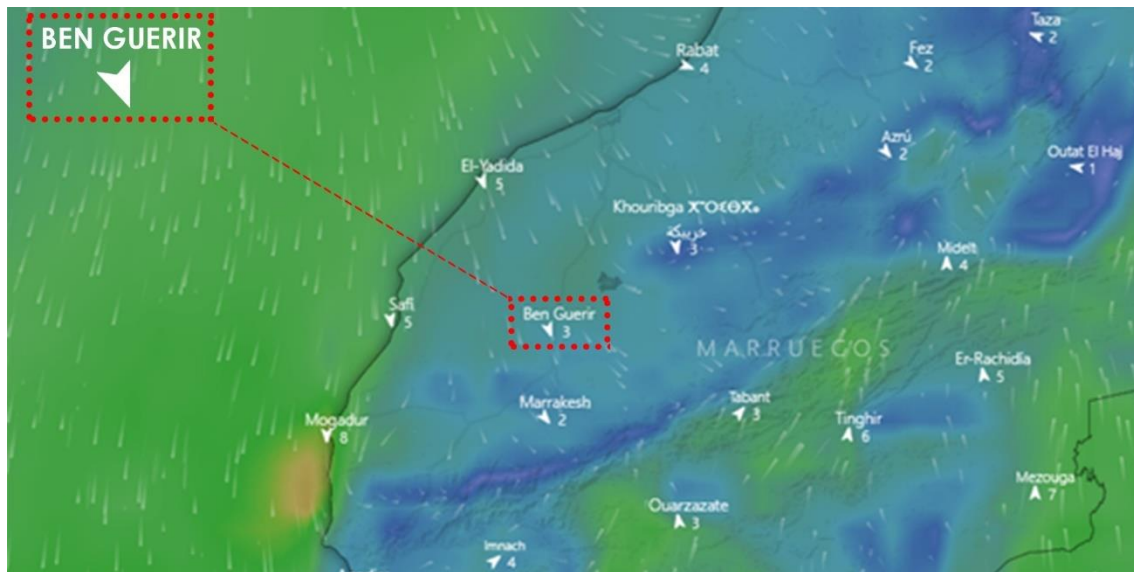 BEN GUERIR
Taza
2
Rabat
4
Fez
2
Azrú
2
Outat El Haj
1
El-Yadida
5
Khouribga ⵅⵔⵉⴱⴳⴰ
خريبكة
3
Midelt
4
Safí
5
Ben Guerir
3
MARRUECOS
Er-Rachidía
5
Marrakesh
2
Tabant
3
Mogadur
8
Tinghir
6
Mezouga
7
Ouarzazate
3
Imnach
4